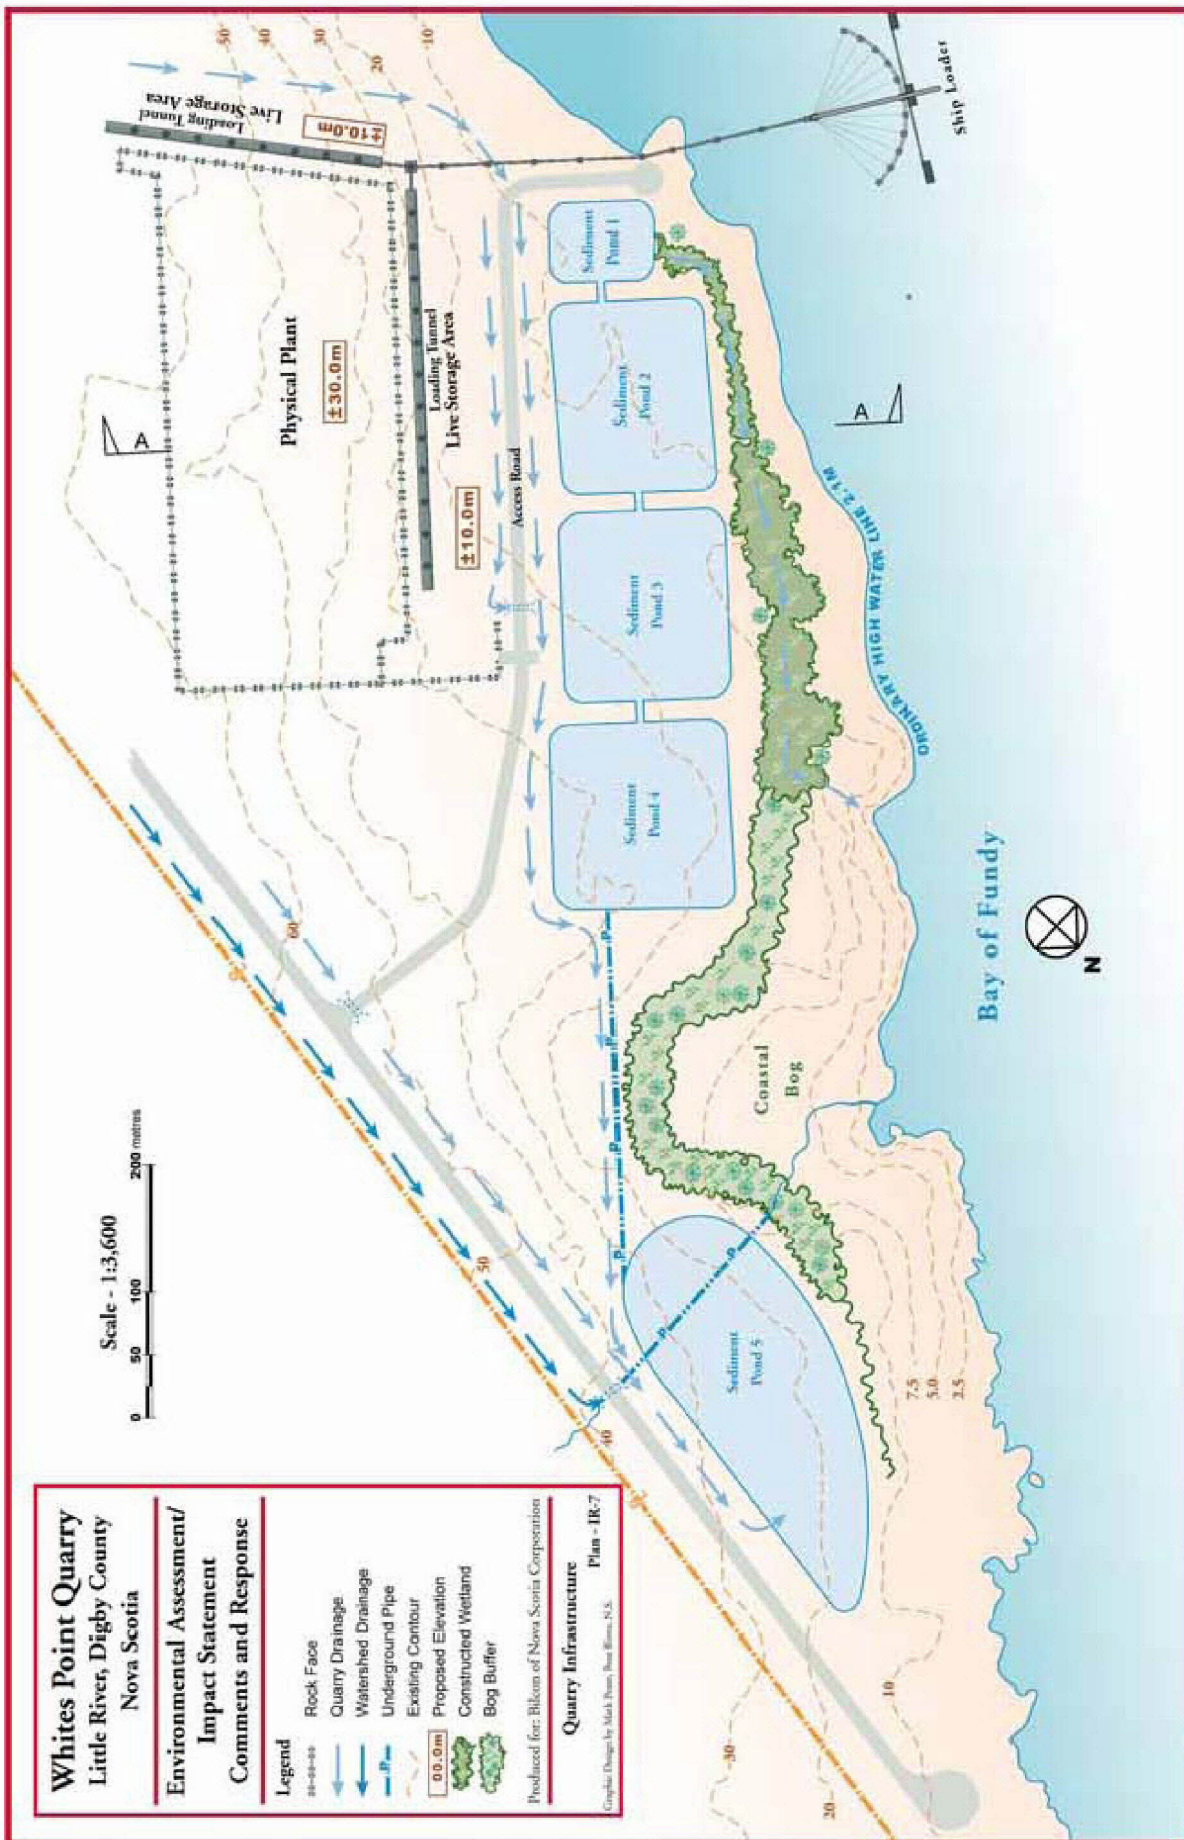 Whites Point Quarry
Little River, Digby County
Nova Scotia
Environmental Assessment/
Impact Statement
Comments and Response
Legend
Rock Face
Quarry Drainage
Watershed Drainage
P
Underground Pipe
Existing Contour
00.0m
Proposed Elevation
Constructed Wetland
Bog Buffer
Produced for: Bilcon of Nova Scotia Corporation
Quarry Infrastructure
Plan - IR-7
Graphic Design by Mark
N.S.
Scale - 1:3,600
0
50
100
200 metres
60
50
40
30
20
10
50
40
30
20
10
Live Storage Area
Loading Tunnel
±10.0m
Physical Plant
±30.0m
Loading Tunnel
Live Storage Area
±10.0m
Access Road
A
A
Sediment
Pond 1
Sediment
Pond 2
Sediment
Pond 3
Sediment
Pond 4
Sediment
Pond 5
P
P
P
P
P
P
Coastal
Bog
7.5
5.0
2.5
ORDINARY HIGH WATER LINE 2.1M
Bay of Fundy
N
Ship Loader